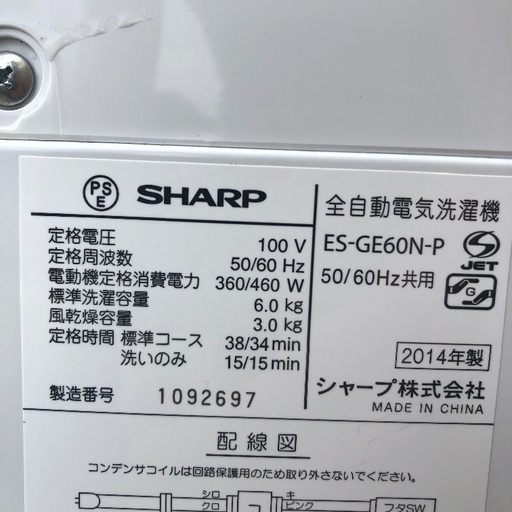 PS
E
SHARP
全自動電気洗濯機
ES-GE60N-P
S
JET
50/60Hz共用
G
定格電圧 100 V
定格周波数 50/60 Hz
電動機定格消費電力 360/460 W
標準洗濯容量 6.0 kg
風乾燥容量 3.0 kg
定格時間 標準コース 38/34 min
洗いのみ 15/15 min
製造番号 1092697
2014年製
シャープ株式会社
MADE IN CHINA
配線図
コンデンサコイルは回路保護用のため取り外さないでください。
シロ
クロ
コ
キ
ピンク
フタSW